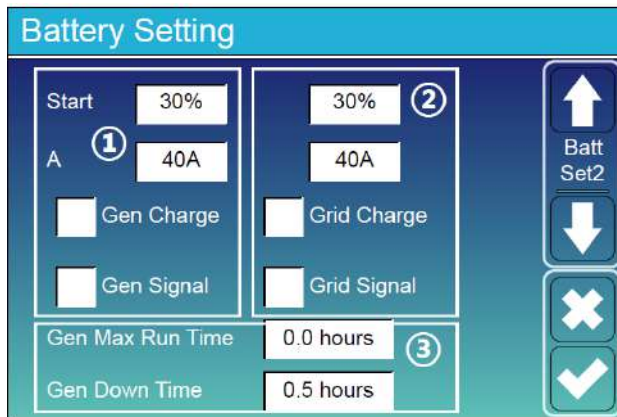 Battery Setting
Start 30% 30% ②
A ① 40A 40A
Batt
Set2
Gen Charge Grid Charge
Gen Signal Grid Signal
Gen Max Run Time 0.0 hours ③
Gen Down Time 0.5 hours